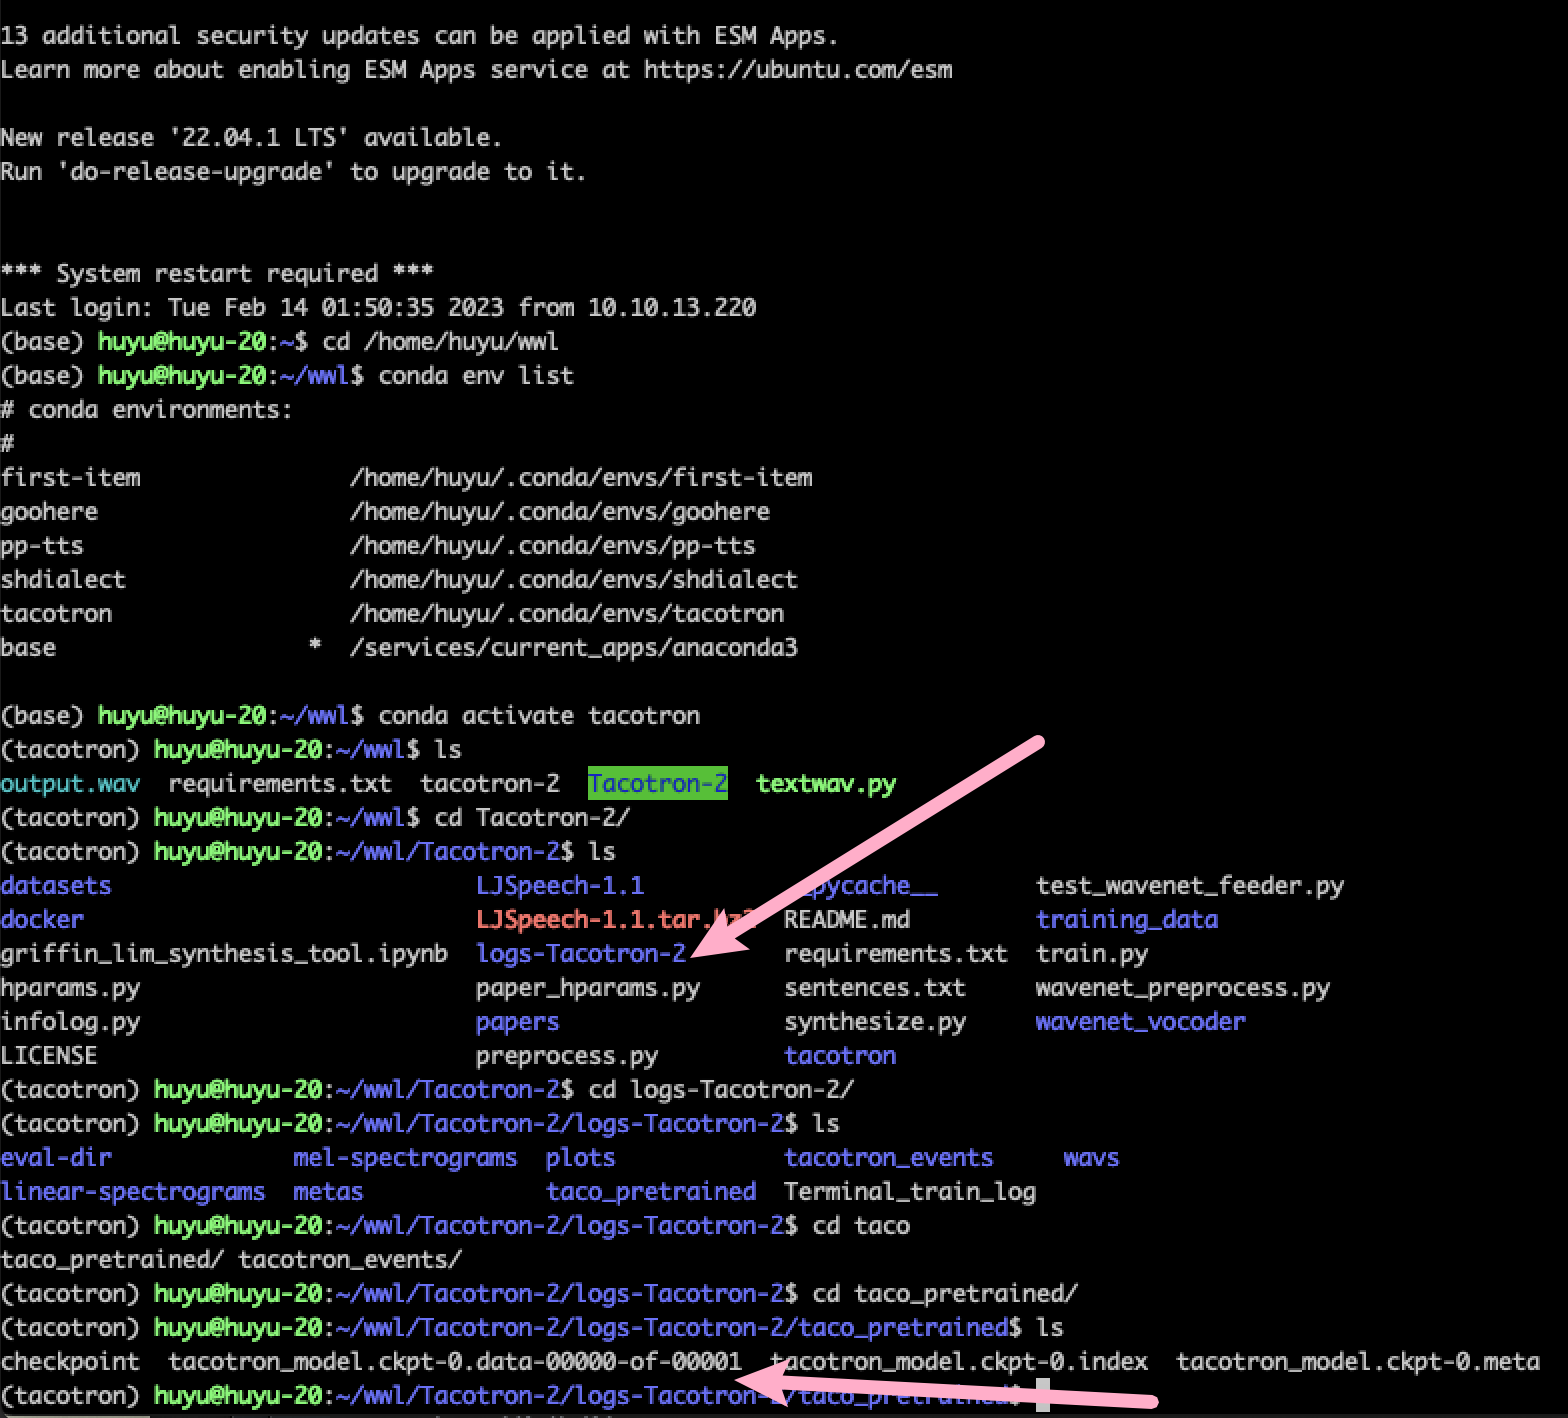 13 additional security updates can be applied with ESM Apps.
Learn more about enabling ESM Apps service at https://ubuntu.com/esm
New release '22.04.1 LTS' available.
Run 'do-release-upgrade' to upgrade to it.
*** System restart required ***
Last login: Tue Feb 14 01:50:35 2023 from 10.10.13.220
(base) huyu@huyu-20:~$ cd /home/huyu/wwl
(base) huyu@huyu-20:~/wwl$ conda env list
# conda environments:
#
first-item /home/huyu/.conda/envs/first-item
goohere /home/huyu/.conda/envs/goohere
pp-tts /home/huyu/.conda/envs/pp-tts
shdialect /home/huyu/.conda/envs/shdialect
tacotron /home/huyu/.conda/envs/tacotron
base * /services/current_apps/anaconda3
(base) huyu@huyu-20:~/wwl$ conda activate tacotron
(tacotron) huyu@huyu-20:~/wwl$ ls
output.wav requirements.txt tacotron-2 Tacotron-2 textwav.py
(tacotron) huyu@huyu-20:~/wwl$ cd Tacotron-2/
(tacotron) huyu@huyu-20:~/wwl/Tacotron-2$ ls
datasets LJSpeech-1.1 __pycache__ test_wavenet_feeder.py
docker LJSpeech-1.1.tar.bz2 README.md training_data
griffin_lim_synthesis_tool.ipynb logs-Tacotron-2 requirements.txt train.py
hparams.py paper_hparams.py sentences.txt wavenet_preprocess.py
infolog.py papers synthesize.py wavenet_vocoder
LICENSE preprocess.py tacotron
(tacotron) huyu@huyu-20:~/wwl/Tacotron-2$ cd logs-Tacotron-2/
(tacotron) huyu@huyu-20:~/wwl/Tacotron-2/logs-Tacotron-2$ ls
eval-dir mel-spectrograms plots tacotron_events wavs
linear-spectrograms metas taco_pretrained Terminal_train_log
(tacotron) huyu@huyu-20:~/wwl/Tacotron-2/logs-Tacotron-2$ cd taco
taco_pretrained/ tacotron_events/
(tacotron) huyu@huyu-20:~/wwl/Tacotron-2/logs-Tacotron-2$ cd taco_pretrained/
(tacotron) huyu@huyu-20:~/wwl/Tacotron-2/logs-Tacotron-2/taco_pretrained$ ls
checkpoint tacotron_model.ckpt-0.data-00000-of-00001 tacotron_model.ckpt-0.index tacotron_model.ckpt-0.meta
(tacotron) huyu@huyu-20:~/wwl/Tacotron-2/logs-Tacotron-2/taco_pretrained$